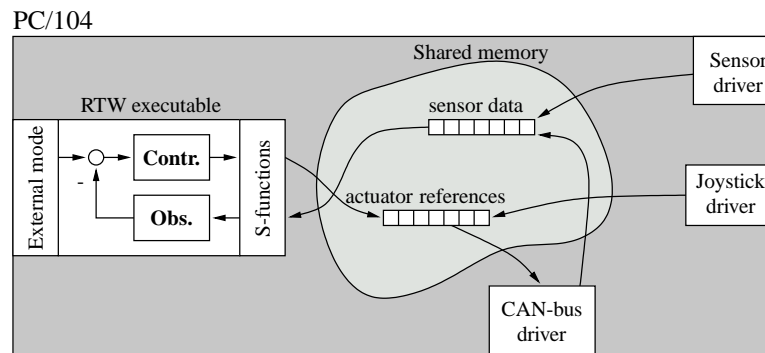 PC/104
Shared memory
Sensor
driver
RTW executable
sensor data
External mode
Contr.
S-functions
-
Obs.
actuator references
Joystick
driver
CAN-bus
driver